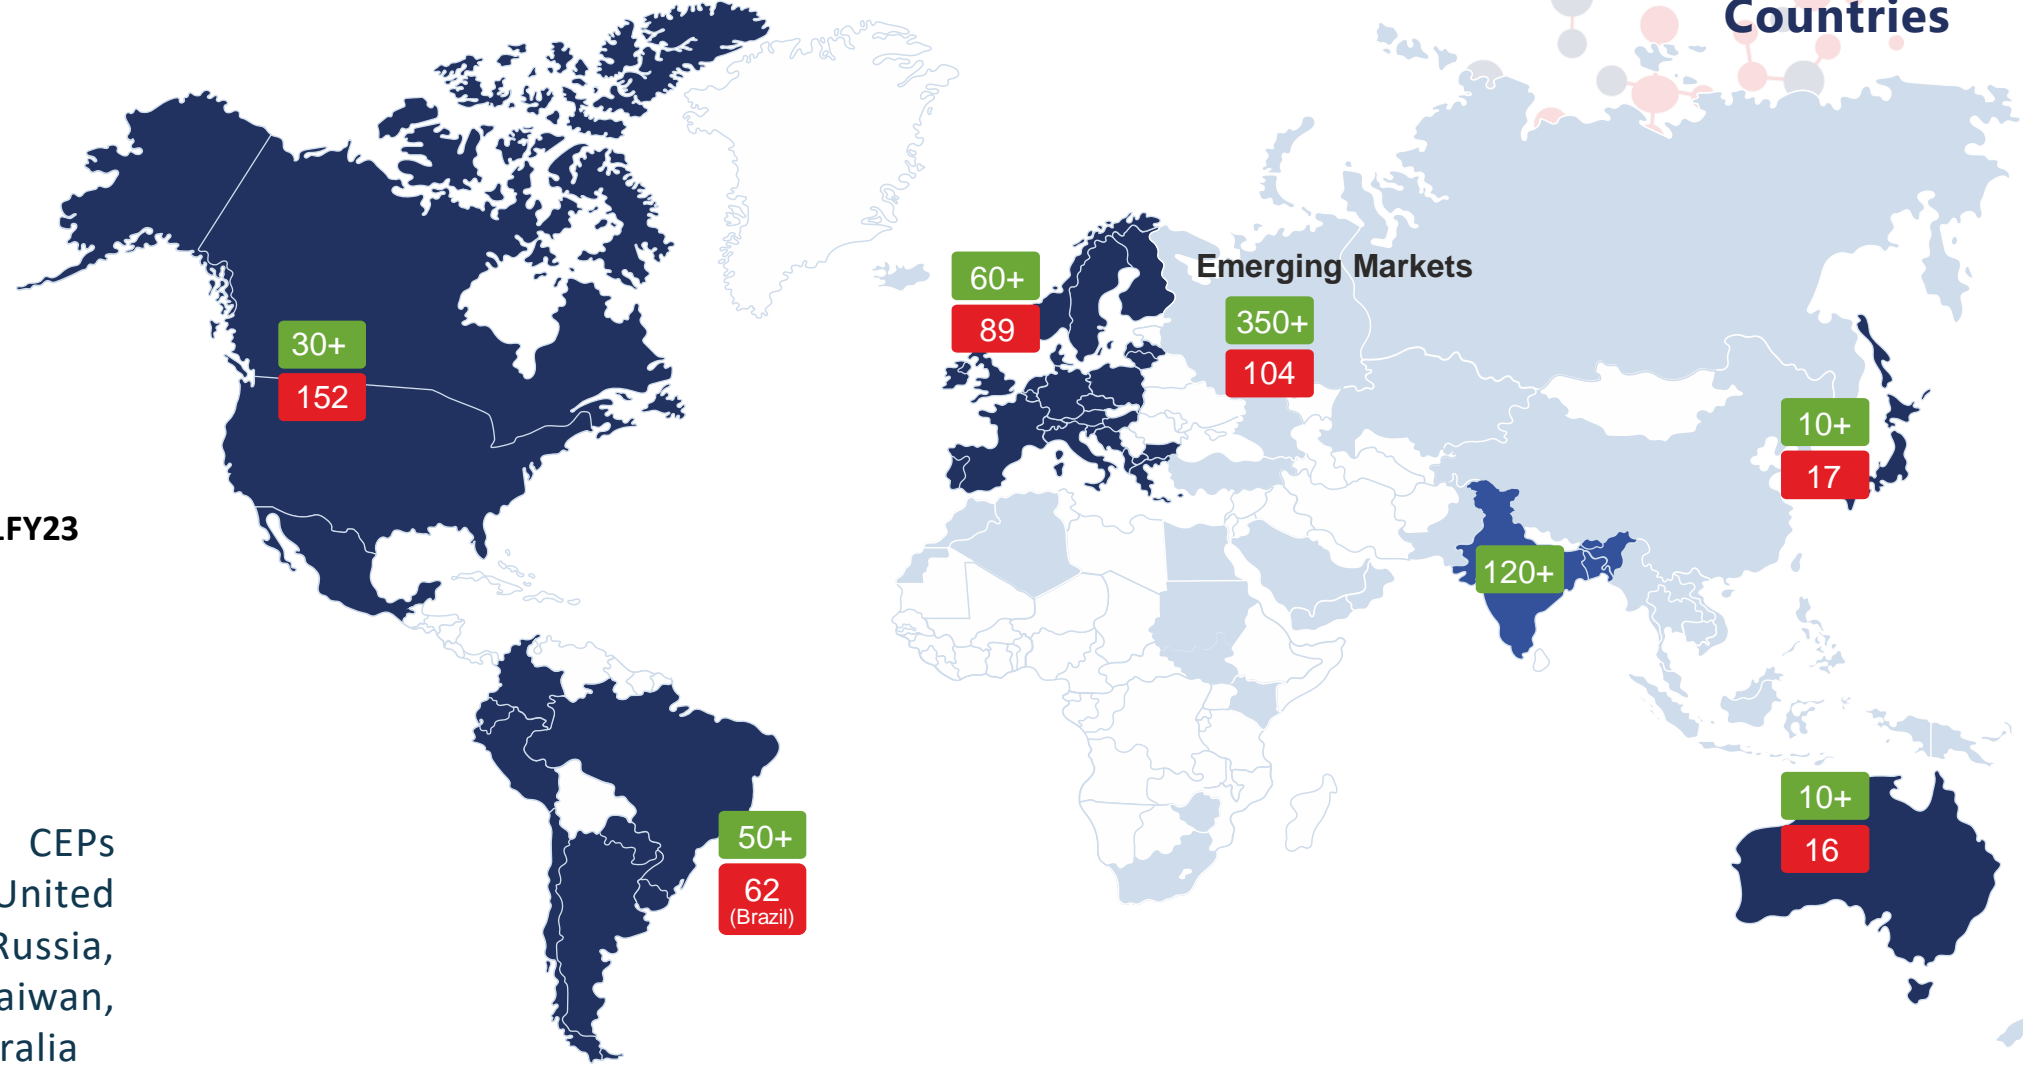 Countries
Emerging Markets
60+
89
350+
104
30+
152
10+
17
.FY23
120+
10+
16
50+
62
(Brazil)
CEPs
United
Russia,
aiwan,
ralia